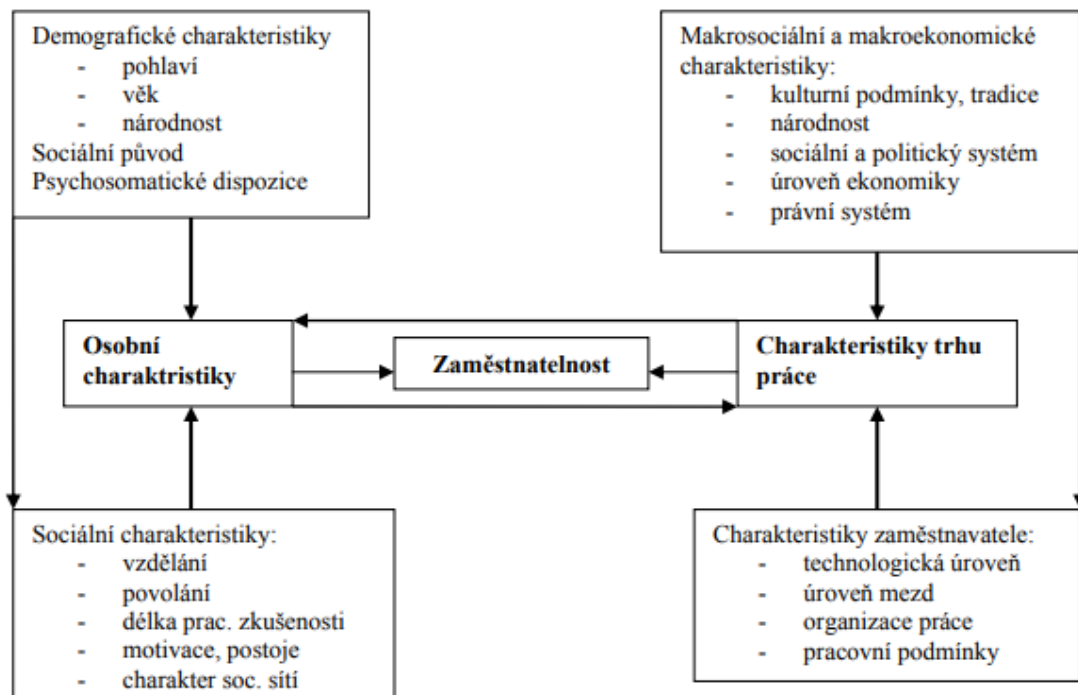 Demografické charakteristiky
- pohlaví
- věk
- národnost
Sociální původ
Psychosomatické dispozice
Makrosociální a makroekonomické
charakteristiky:
- kulturní podmínky, tradice
- národnost
- sociální a politický systém
- úroveň ekonomiky
- právní systém
Osobní
charaktristiky
Zaměstnatelnost
Charakteristiky trhu
práce
Sociální charakteristiky:
- vzdělání
- povolání
- délka prac. zkušenosti
- motivace, postoje
- charakter soc. sítí
Charakteristiky zaměstnavatele:
- technologická úroveň
- úroveň mezd
- organizace práce
- pracovní podmínky